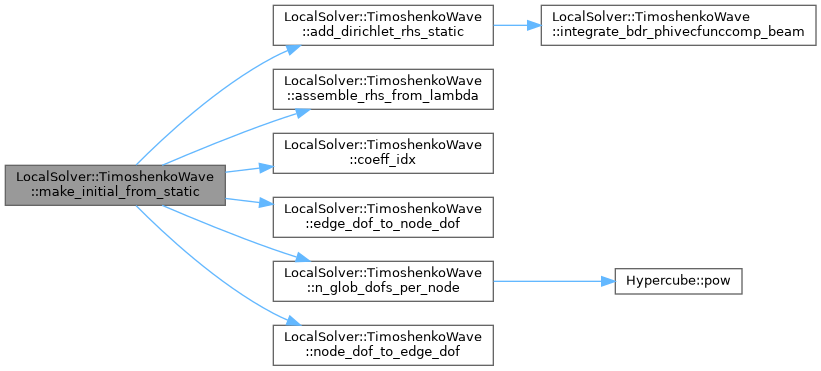 LocalSolver::TimoshenkoWave
::make_initial_from_static
LocalSolver::TimoshenkoWave
::add_dirichlet_rhs_static
LocalSolver::TimoshenkoWave
::integrate_bdr_phivecfunccomp_beam
LocalSolver::TimoshenkoWave
::assemble_rhs_from_lambda
LocalSolver::TimoshenkoWave
::coeff_idx
LocalSolver::TimoshenkoWave
::edge_dof_to_node_dof
LocalSolver::TimoshenkoWave
::n_glob_dofs_per_node
Hypercube::pow
LocalSolver::TimoshenkoWave
::node_dof_to_edge_dof